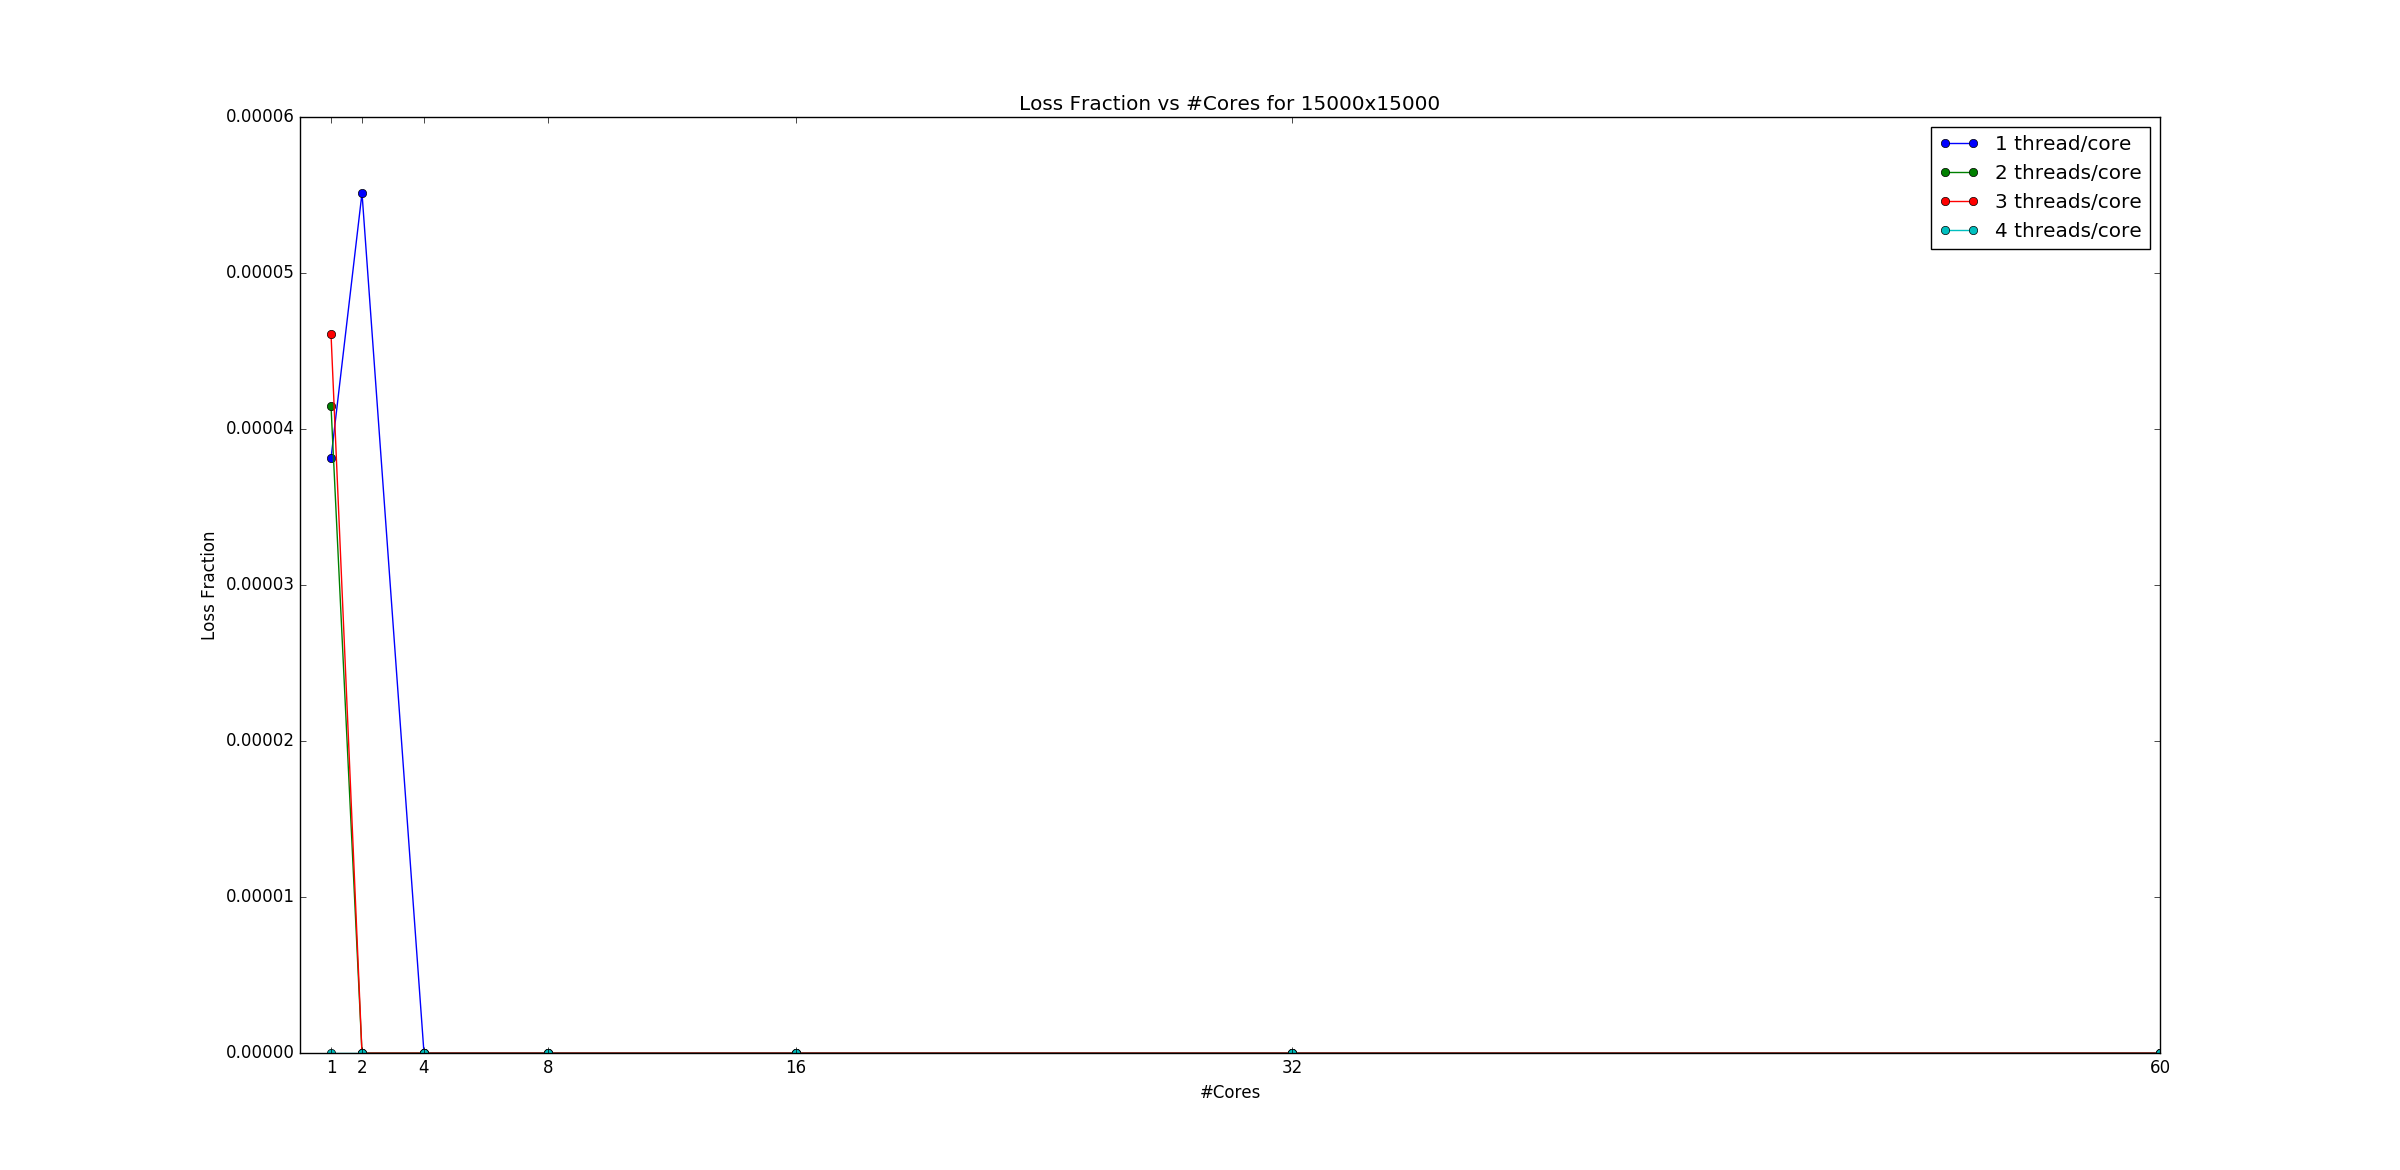 Loss Fraction vs #Cores for 15000x15000
0.00006
0.00005
0.00004
0.00003
0.00002
0.00001
0.00000
Loss Fraction
1 thread/core
2 threads/core
3 threads/core
4 threads/core
1 2 4 8 16 32 60
#Cores